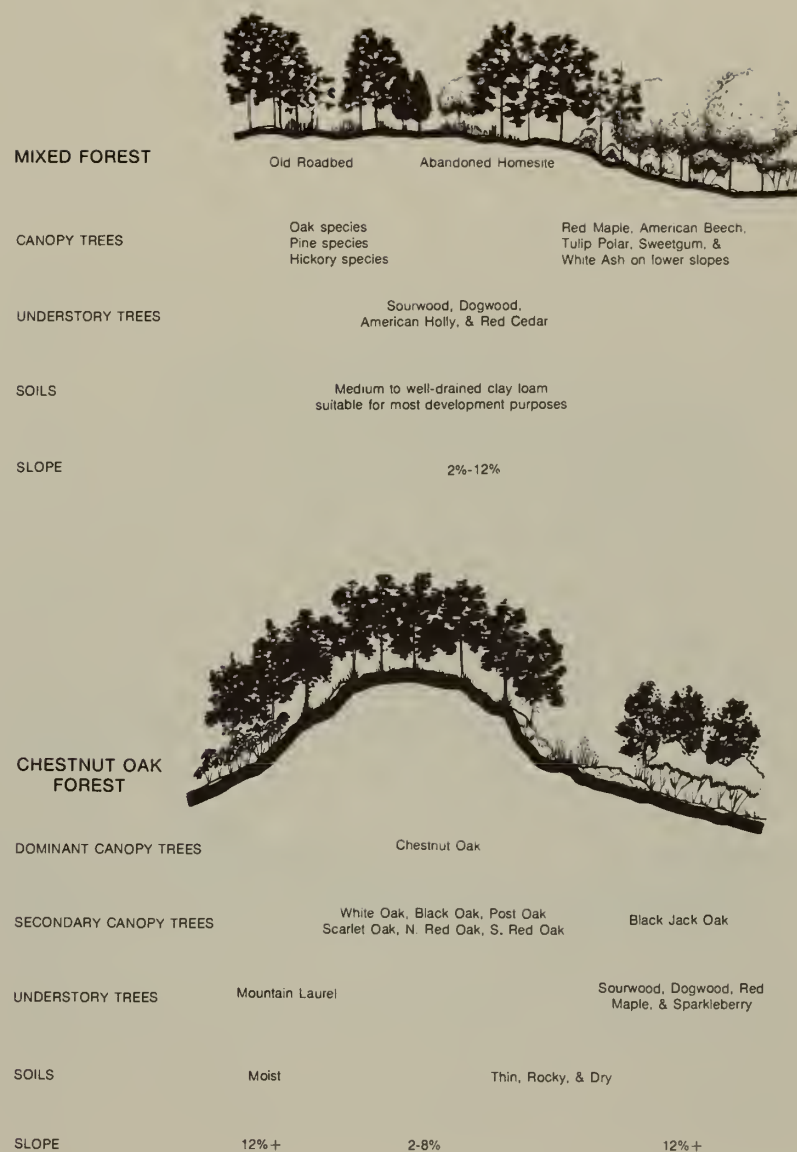 MIXED FOREST
Old Roadbed
Abandoned Homesite
CANOPY TREES
Oak species
Pine species
Hickory species
Red Maple, American Beech,
Tulip Polar, Sweetgum, &
White Ash on lower slopes
UNDERSTORY TREES
Sourwood, Dogwood,
American Holly, & Red Cedar
SOILS
Medium to well-drained clay loam
suitable for most development purposes
SLOPE
2%-12%
CHESTNUT OAK
FOREST
DOMINANT CANOPY TREES
Chestnut Oak
SECONDARY CANOPY TREES
White Oak, Black Oak, Post Oak
Scarlet Oak, N. Red Oak, S. Red Oak
Black Jack Oak
UNDERSTORY TREES
Mountain Laurel
Sourwood, Dogwood, Red
Maple, & Sparkleberry
SOILS
Moist
Thin, Rocky, & Dry
SLOPE
12%+
2-8%
12%+